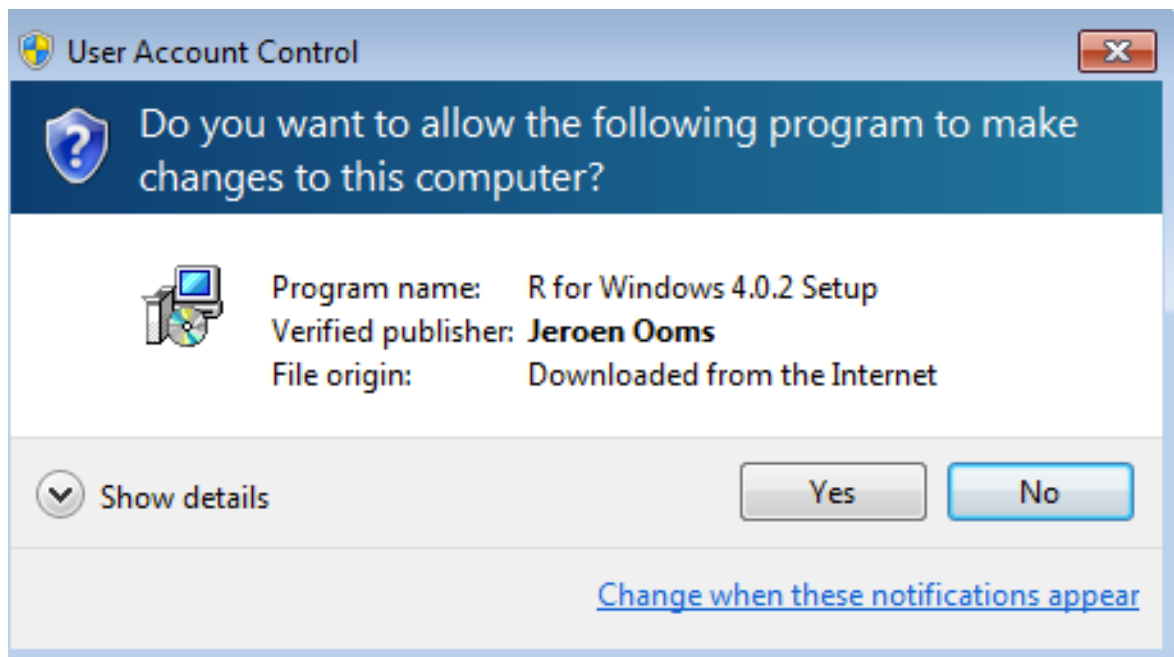 User Account Control
Do you want to allow the following program to make
changes to this computer?
Program name: R for Windows 4.0.2 Setup
Verified publisher: Jeroen Ooms
File origin: Downloaded from the Internet
Show details
Yes
No
Change when these notifications appear